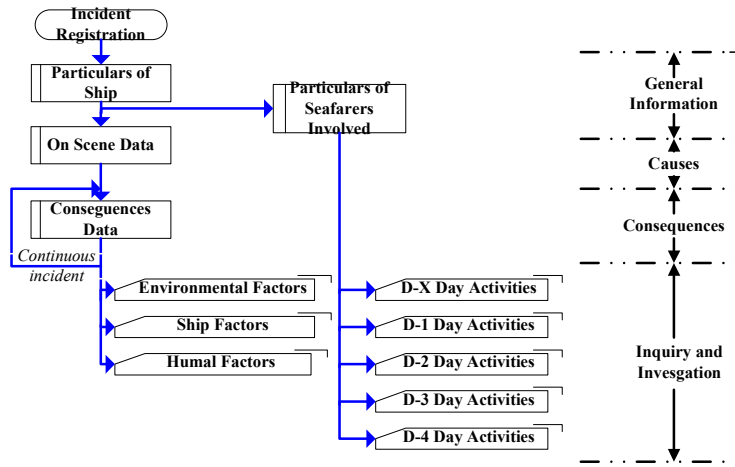 Incident
Registration
Particulars of
Ship
Particulars of
Seafarers
Involved
General
Information
On Scene Data
Causes
Conseguences
Data
Consequences
Continuous
incident
Environmental Factors
D-X Day Activities
Ship Factors
D-1 Day Activities
Humal Factors
D-2 Day Activities
Inquiry and
Invesgation
D-3 Day Activities
D-4 Day Activities